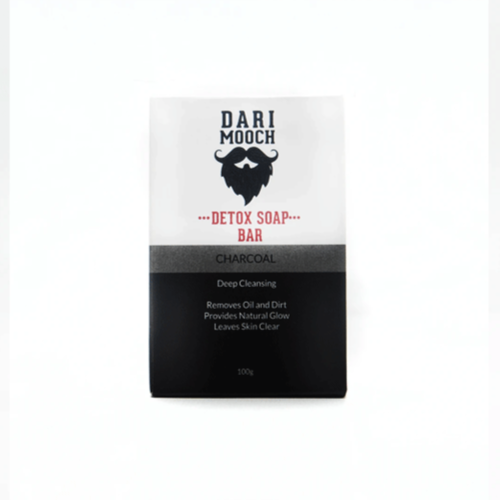 DARI
MOOCH
···DETOX SOAP···
BAR
CHARCOAL
Deep Cleansing
Removes Oil and Dirt
Provides Natural Glow
Leaves Skin Clear
100g